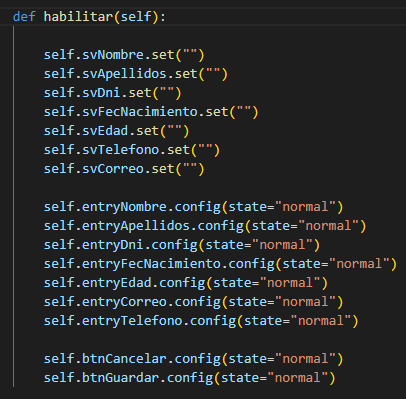 def habilitar(self):
self.svNombre.set("")
self.svApellidos.set("")
self.svDni.set("")
self.svFecNacimiento.set("")
self.svEdad.set("")
self.svTelefono.set("")
self.svCorreo.set("")
self.entryNombre.config(state="normal")
self.entryApellidos.config(state="normal")
self.entryDni.config(state="normal")
self.entryFecNacimiento.config(state="normal")
self.entryEdad.config(state="normal")
self.entryCorreo.config(state="normal")
self.entryTelefono.config(state="normal")
self.btnCancelar.config(state="normal")
self.btnGuardar.config(state="normal")